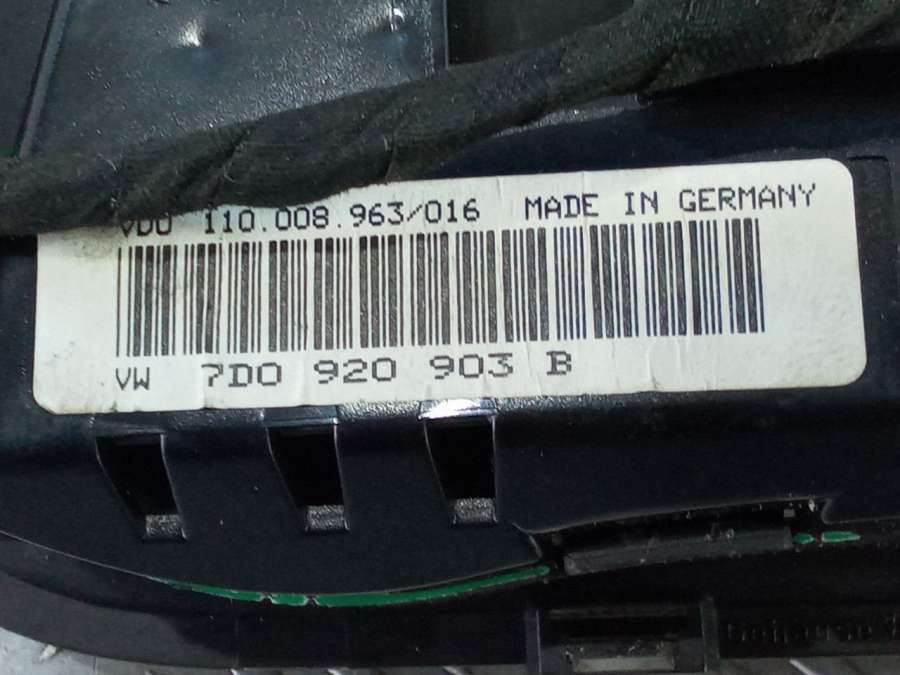 VDO 110.008.963/016 MADE IN GERMANY
VW 7D0 920 903 B